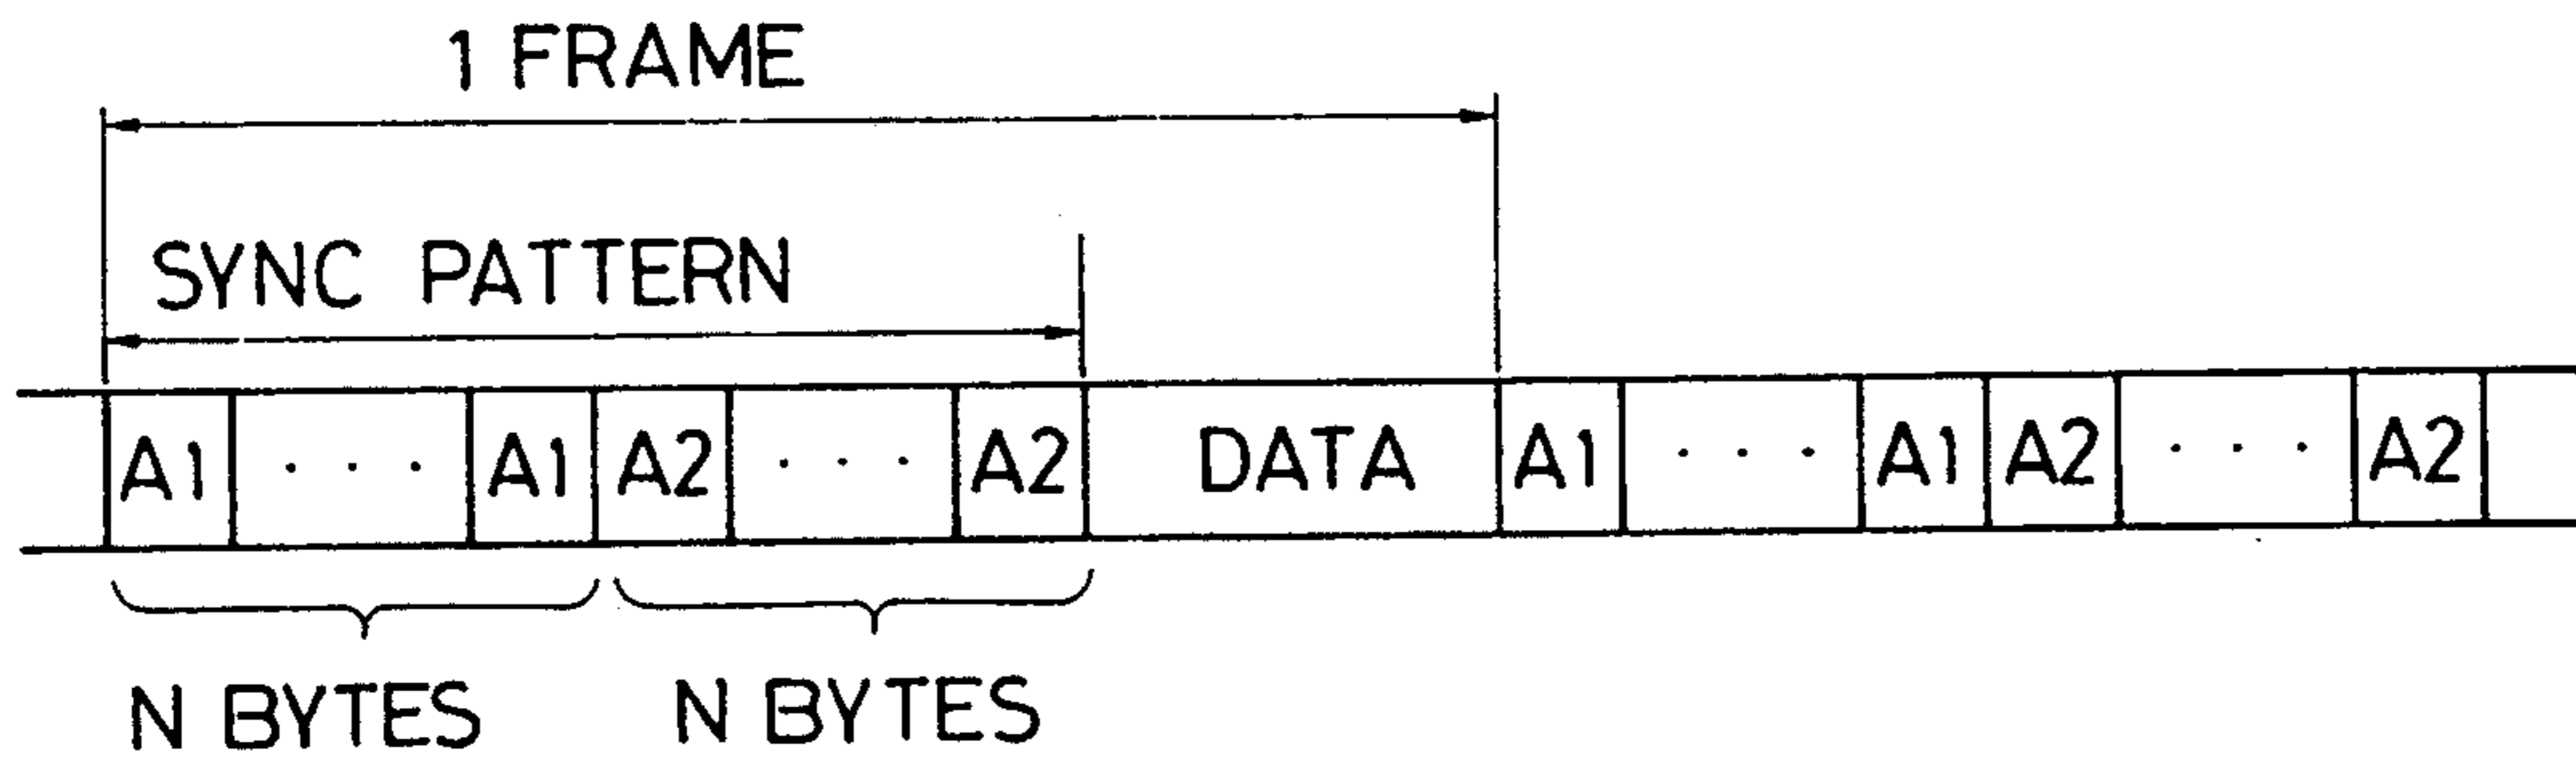 1 FRAME
SYNC PATTERN
A1 · · · A1 A2 · · · A2 DATA A1 · · · A1 A2 · · · A2
N BYTES N BYTES